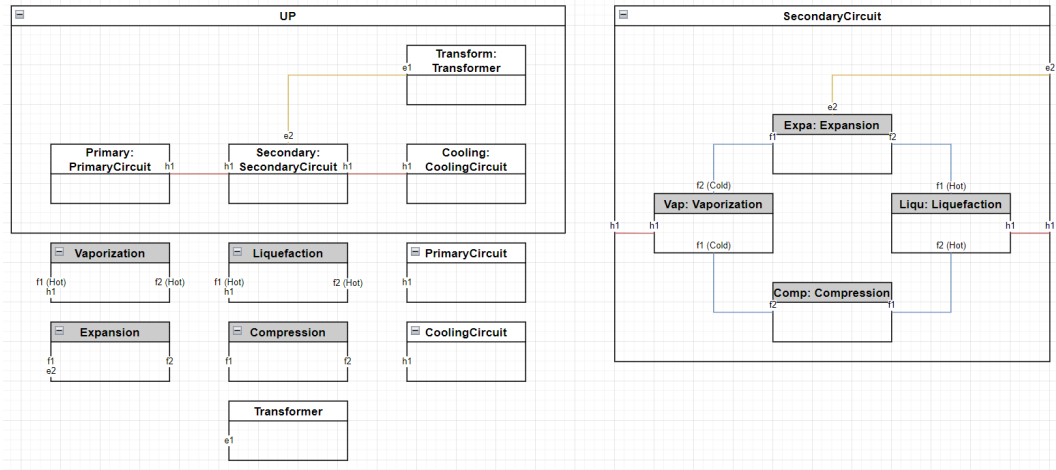 UP
Transform:
Transformer
e1
e2
Primary:
PrimaryCircuit
h1
h1
Secondary:
SecondaryCircuit
h1
h1
Cooling:
CoolingCircuit
Vaporization
f1 (Hot)
f2 (Hot)
h1
Liquefaction
f1 (Hot)
f2 (Hot)
h1
PrimaryCircuit
h1
Expansion
f1
f2
e2
Compression
f1
f2
CoolingCircuit
h1
Transformer
e1
SecondaryCircuit
e2
e2
Expa: Expansion
f1
f2
f2 (Cold)
f1 (Hot)
Vap: Vaporization
Liqu: Liquefaction
h1
h1
h1
h1
f1 (Cold)
f2 (Hot)
Comp: Compression
f2
f1